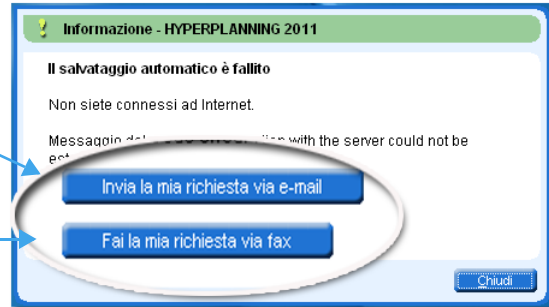 Informazione - HYPERPLANNING 2011
Il salvataggio automatico è fallito
Non siete connessi ad Internet.
Messaggio with the server could not be
Invia la mia richiesta via e-mail
Fai la mia richiesta via fax
Chiudi